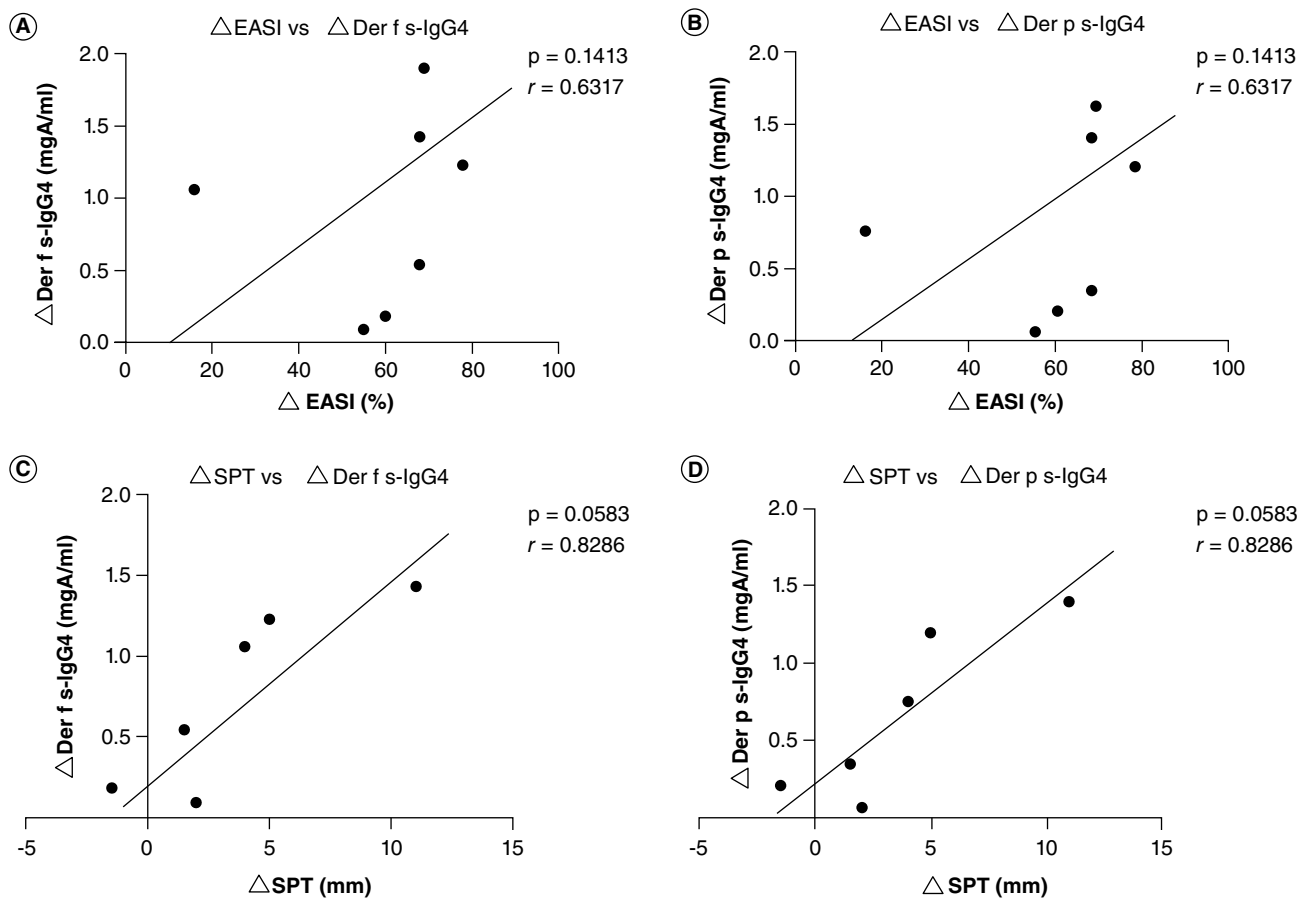 A
△EASI vs △Der f s-IgG4
p = 0.1413
r = 0.6317
△Der f s-IgG4 (mgA/ml)
2.0
1.5
1.0
0.5
0.0
0 20 40 60 80 100
△ EASI (%)
B
△EASI vs △Der p s-IgG4
p = 0.1413
r = 0.6317
△Der p s-IgG4 (mgA/ml)
2.0
1.5
1.0
0.5
0.0
0 20 40 60 80 100
△ EASI (%)
C
△SPT vs △Der f s-IgG4
p = 0.0583
r = 0.8286
△Der f s-IgG4 (mgA/ml)
2.0
1.5
1.0
0.5
-5 0 5 10 15
△SPT (mm)
D
△SPT vs △Der p s-IgG4
p = 0.0583
r = 0.8286
△ Der p s-IgG4 (mgA/ml)
2.0
1.5
1.0
0.5
-5 0 5 10 15
△ SPT (mm)